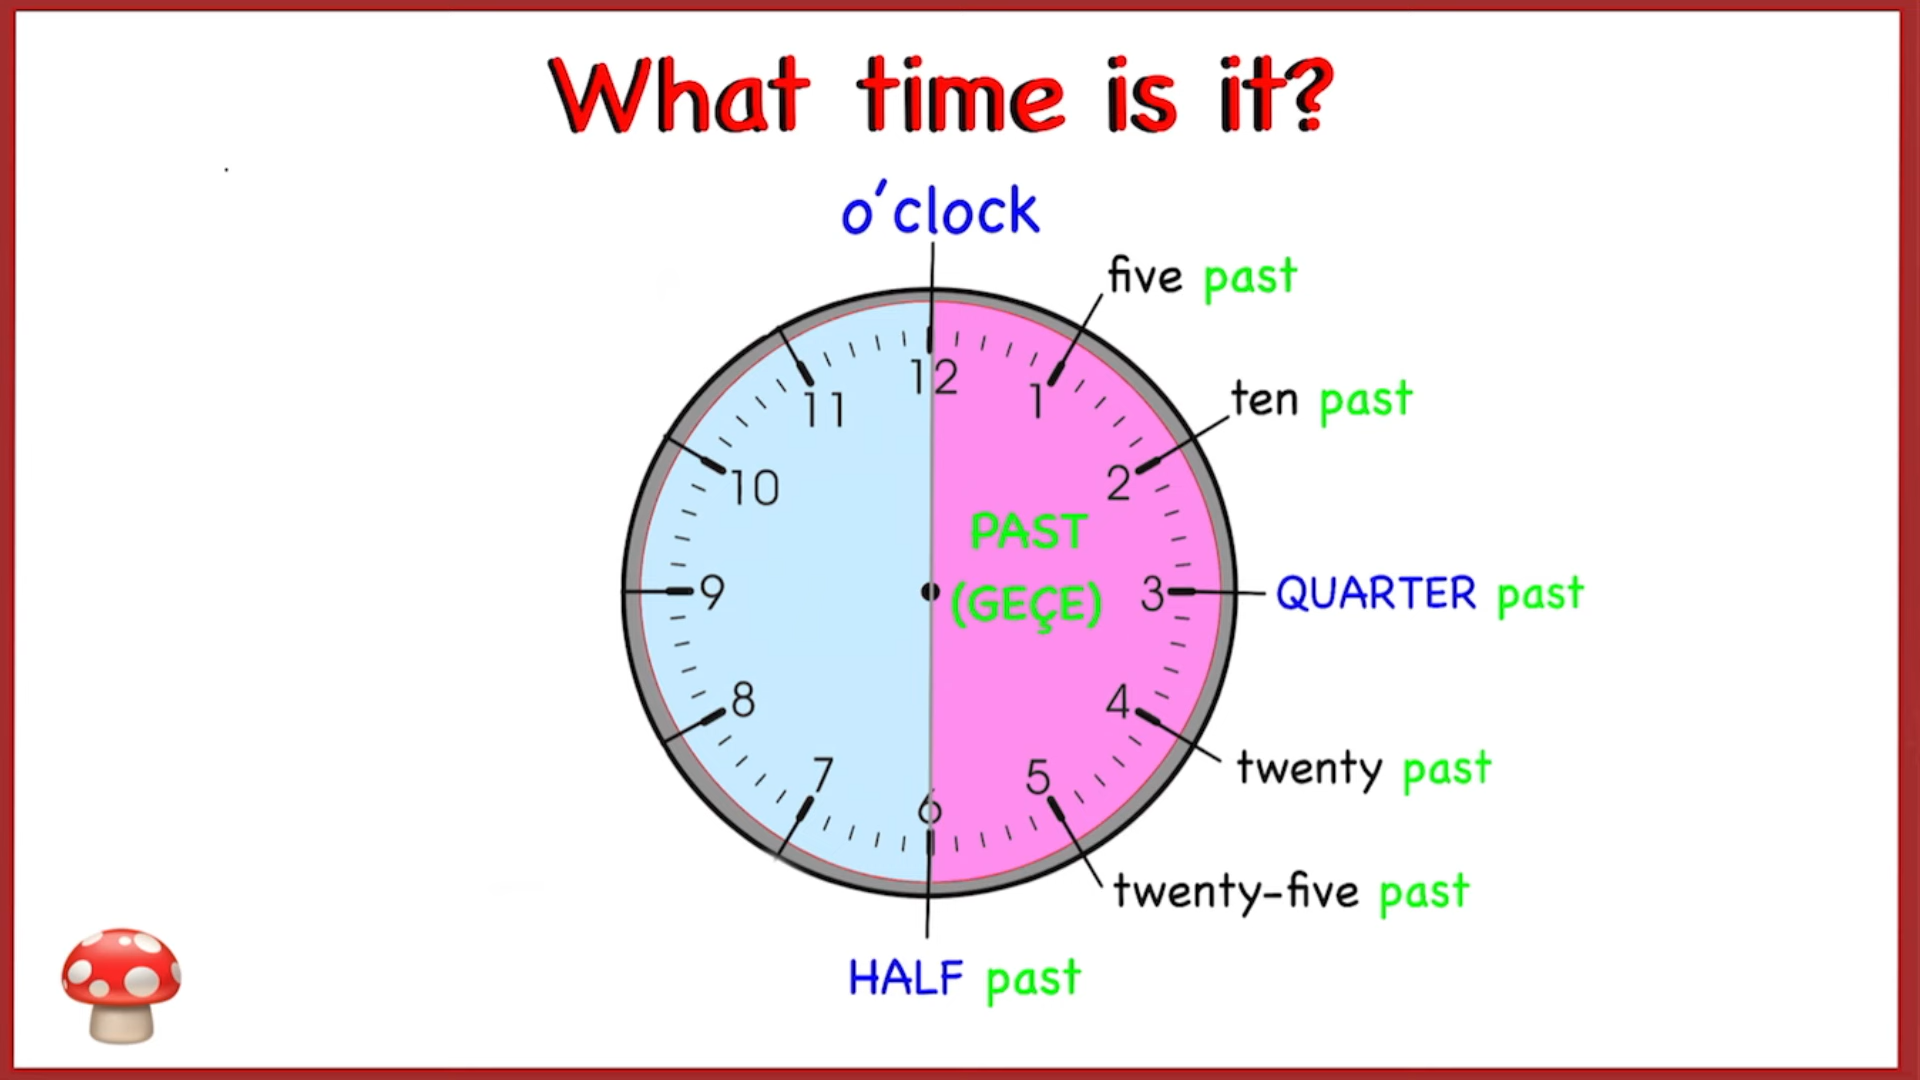 What time is it?
o'clock
five past
ten past
QUARTER past
twenty past
twenty-five past
HALF past
12
1
2
3
4
5
6
7
8
9
10
11
PAST
(GEÇE)